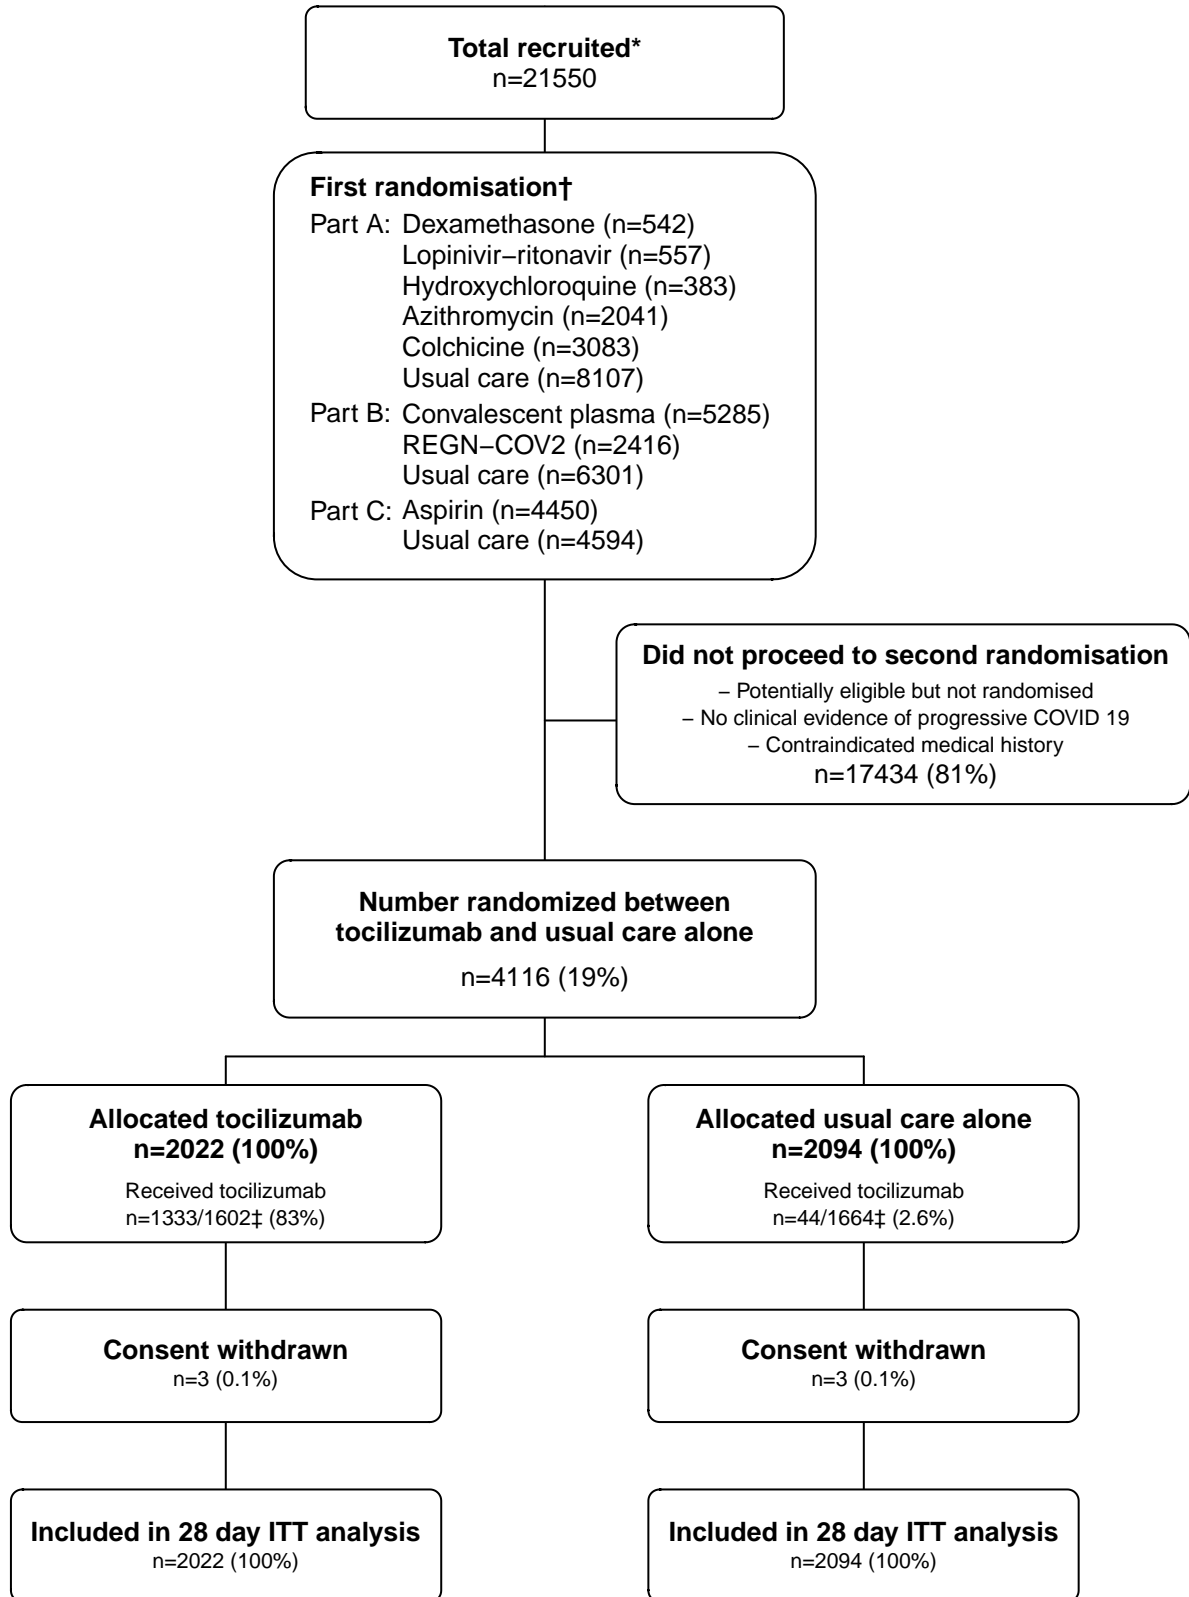 Total recruited*
n=21550
First randomisation†
Part A: Dexamethasone (n=542)
Lopinivir−ritonavir (n=557)
Hydroxychloroquine (n=383)
Azithromycin (n=2041)
Colchicine (n=3083)
Usual care (n=8107)
Part B: Convalescent plasma (n=5285)
REGN−COV2 (n=2416)
Usual care (n=6301)
Part C: Aspirin (n=4450)
Usual care (n=4594)
Did not proceed to second randomisation
− Potentially eligible but not randomised
− No clinical evidence of progressive COVID 19
− Contraindicated medical history
n=17434 (81%)
Number randomized between
tocilizumab and usual care alone
n=4116 (19%)
Allocated tocilizumab
n=2022 (100%)
Received tocilizumab
n=1333/1602‡ (83%)
Allocated usual care alone
n=2094 (100%)
Received tocilizumab
n=44/1664‡ (2.6%)
Consent withdrawn
n=3 (0.1%)
Consent withdrawn
n=3 (0.1%)
Included in 28 day ITT analysis
n=2022 (100%)
Included in 28 day ITT analysis
n=2094 (100%)